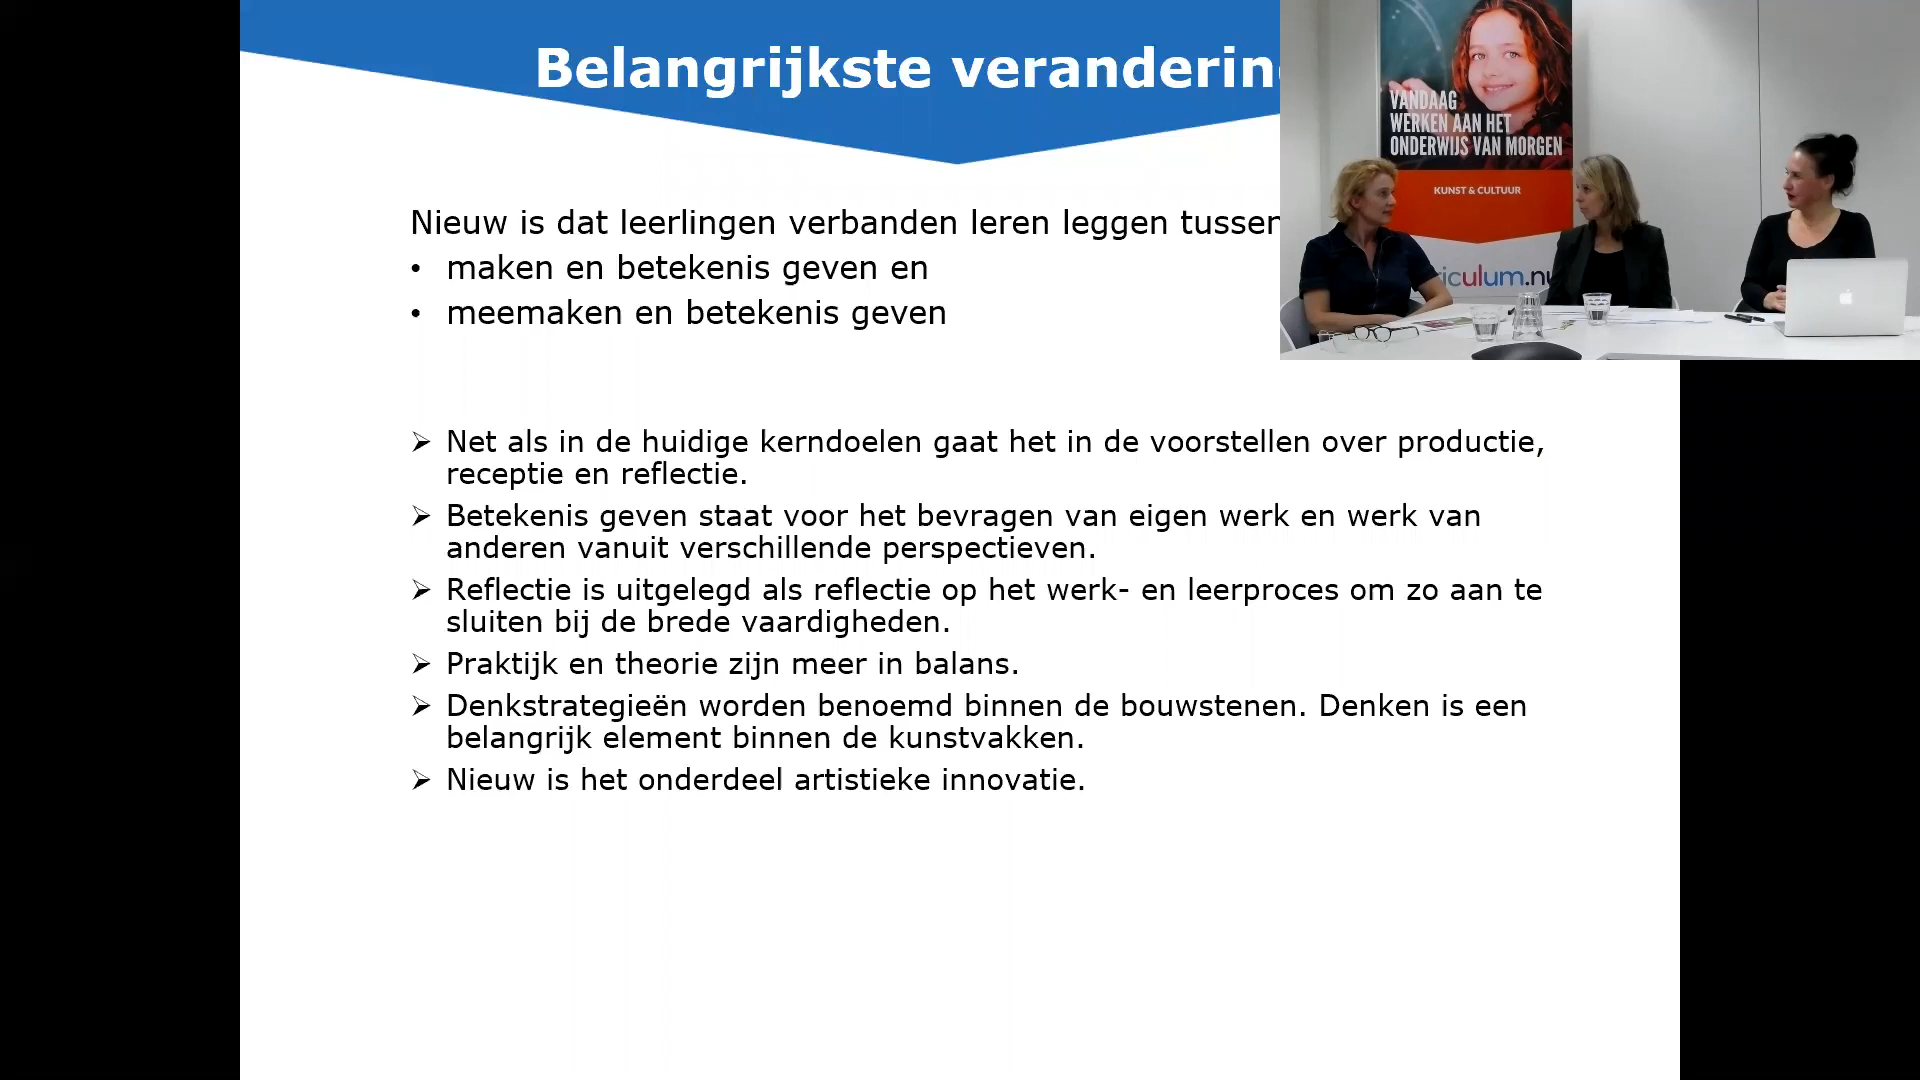 Belangrijkste
Nieuw is dat leerlingen verbanden leren leggen tussen
• maken en betekenis geven en
• meemaken en betekenis geven
➢ Net als in de huidige kerndoelen gaat het in de voorstellen over productie,
receptie en reflectie.
➢ Betekenis geven staat voor het bevragen van eigen werk en werk van
anderen vanuit verschillende perspectieven.
➢ Reflectie is uitgelegd als reflectie op het werk- en leerproces om zo aan te
sluiten bij de brede vaardigheden.
➢ Praktijk en theorie zijn meer in balans.
➢ Denkstrategieën worden benoemd binnen de bouwstenen. Denken is een
belangrijk element binnen de kunstvakken.
➢ Nieuw is het onderdeel artistieke innovatie.
VANDAAG
WERKEN AAN HET
ONDERWIJS VAN MORGEN
KUNST & CULTUUR